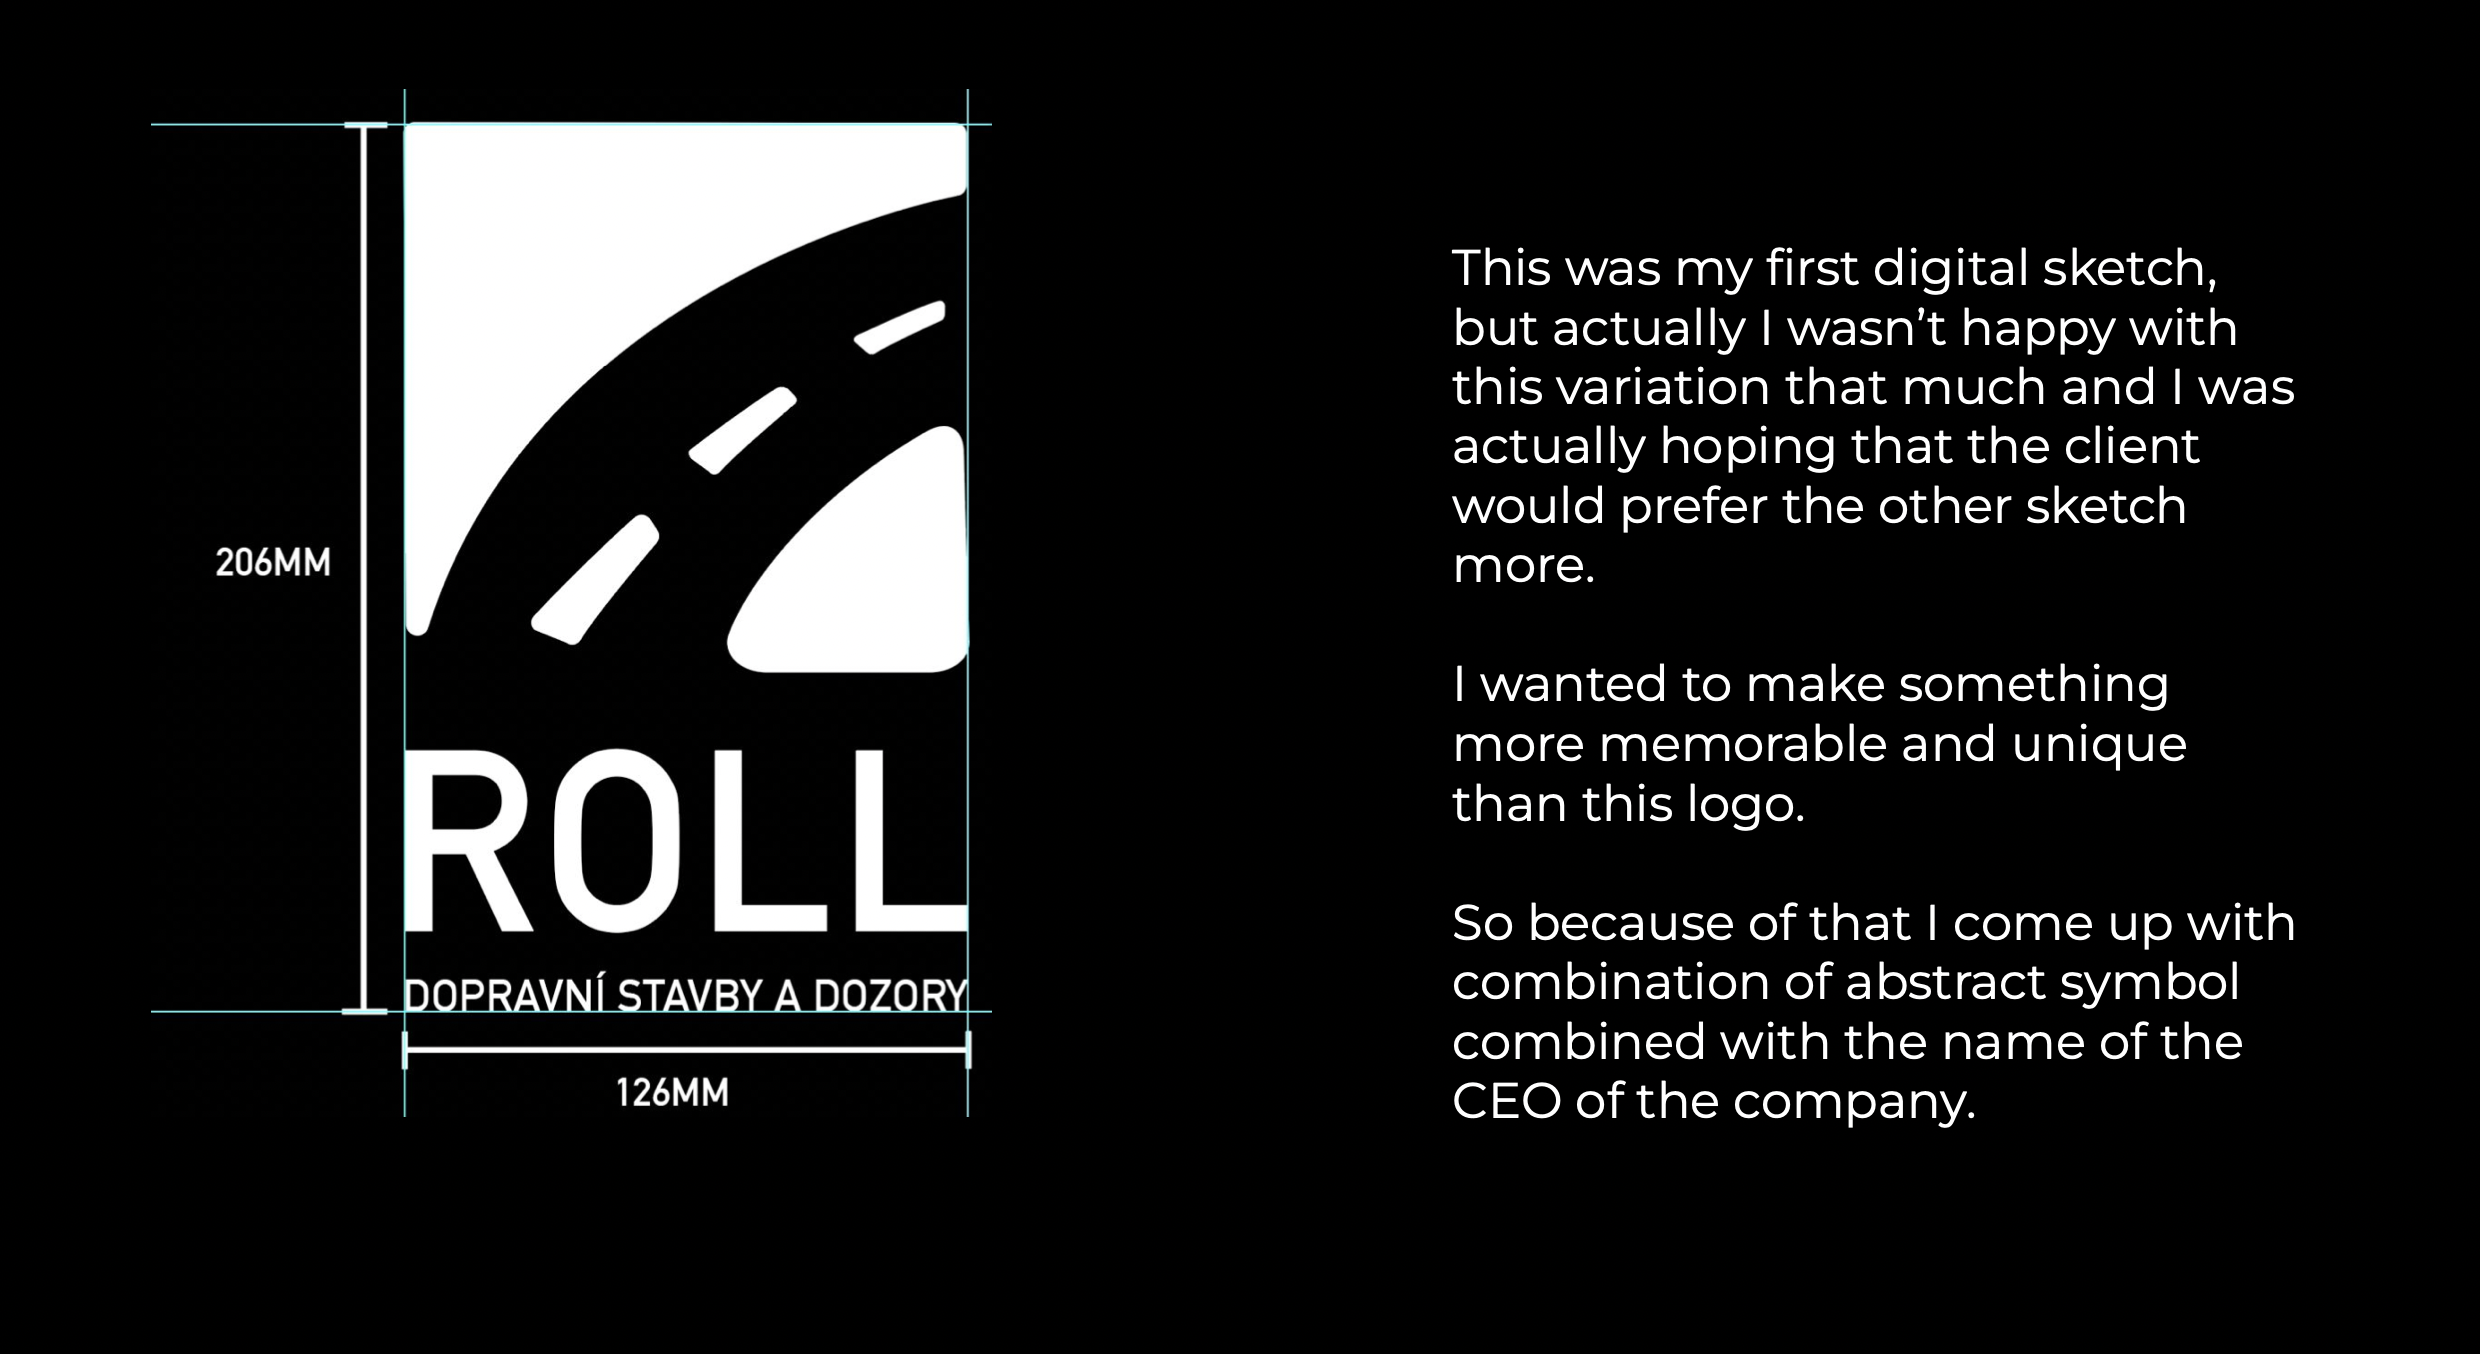 206MM
ROLL
DOPRAVNÍ STAVBY A DOZORY
126MM
This was my first digital sketch,
but actually I wasn’t happy with
this variation that much and I was
actually hoping that the client
would prefer the other sketch
more.
I wanted to make something
more memorable and unique
than this logo.
So because of that I come up with
combination of abstract symbol
combined with the name of the
CEO of the company.